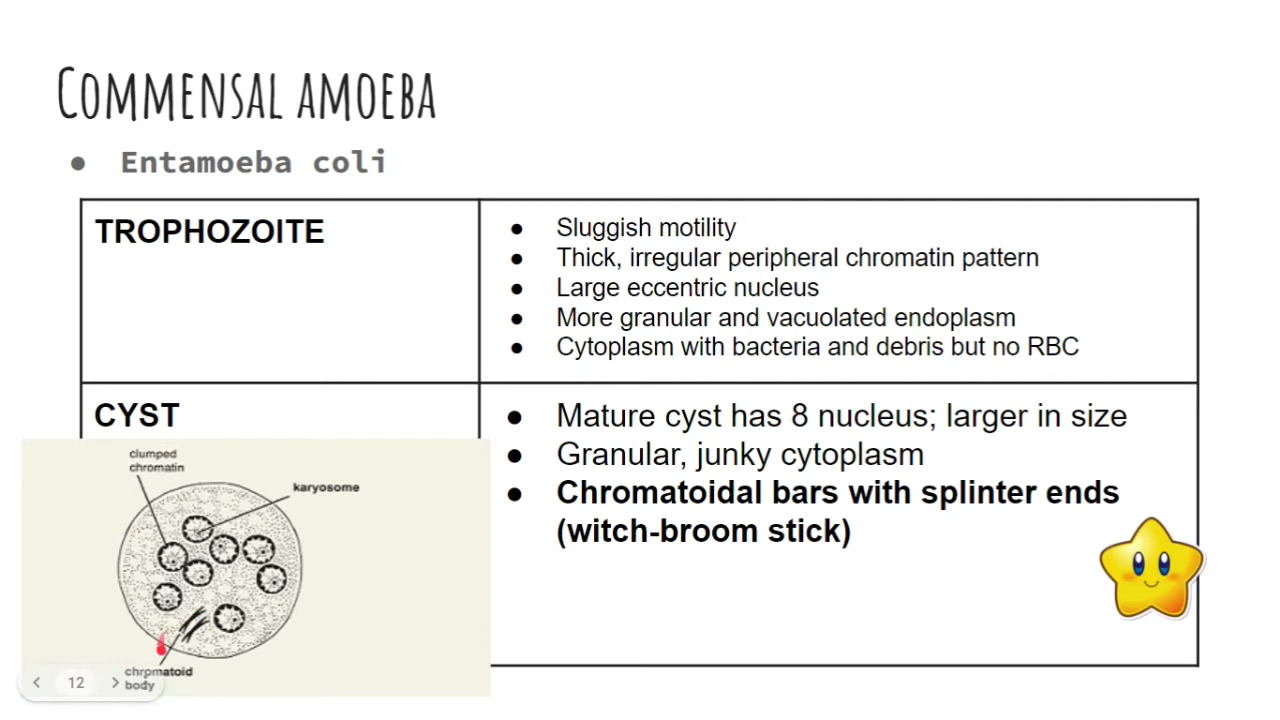 Commensal amoeba
● Entamoeba coli
TROPHOZOITE
● Sluggish motility
● Thick, irregular peripheral chromatin pattern
● Large eccentric nucleus
● More granular and vacuolated endoplasm
● Cytoplasm with bacteria and debris but no RBC
CYST
● Mature cyst has 8 nucleus; larger in size
● Granular, junky cytoplasm
● Chromatoidal bars with splinter ends
(witch-broom stick)
clumped
chromatin
karyosome
chromatoid
body
12